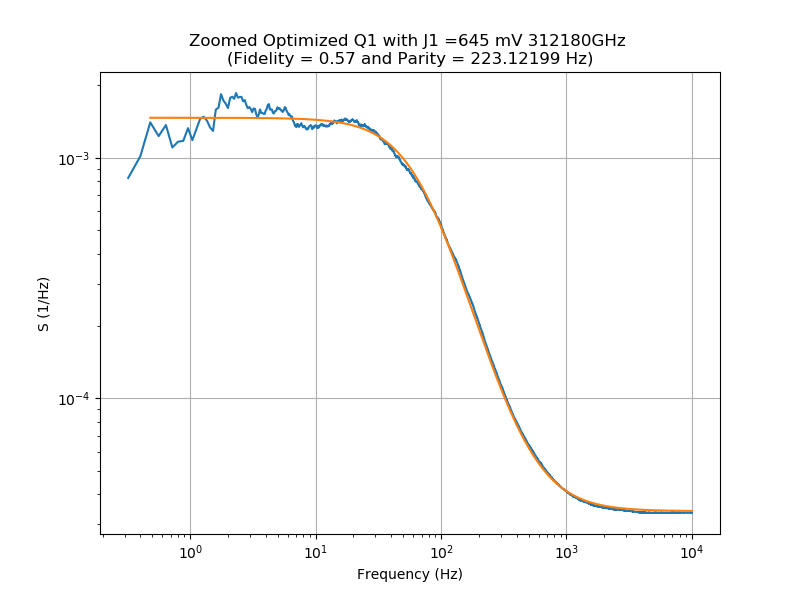 Zoomed Optimized Q1 with J1 =645 mV 312180GHz
(Fidelity = 0.57 and Parity = 223.12199 Hz)
10⁻³
10⁻⁴
S (1/Hz)
10⁰ 10¹ 10² 10³ 10⁴
Frequency (Hz)